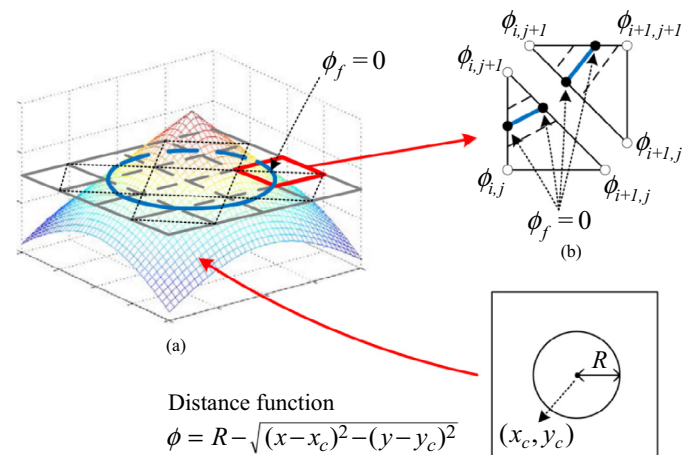 ϕ_f = 0
(a)
ϕ_{i,j+1}
ϕ_{i+1,j+1}
ϕ_{i,j+1}
ϕ_{i+1,j}
ϕ_{i,j}
ϕ_{i+1,j}
ϕ_f = 0
(b)
R
(x_c, y_c)
Distance function
ϕ = R − √(x−x_c)²−(y−y_c)²